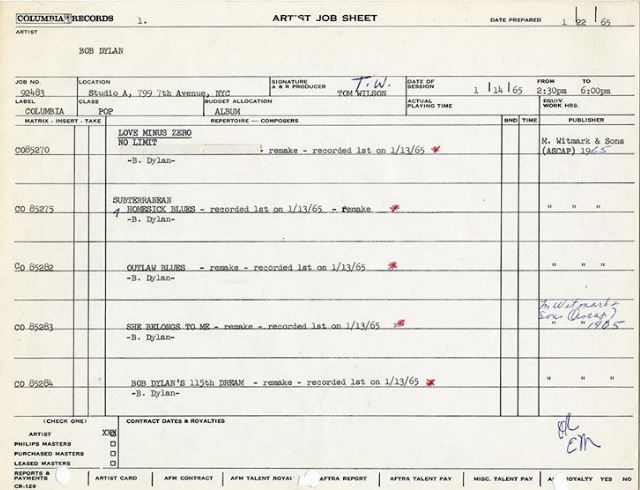 COLUMBIA RECORDS 1. ARTIST JOB SHEET DATE PREPARED 1 / 22 / 65
ARTIST
BOB DYLAN
JOB NO. LOCATION SIGNATURE A & R PRODUCER T.W. DATE OF SESSION FROM TO
92483 Studio A, 799 7th Avenue, NYC TOM WILSON 1 / 14 / 65 2:30pm 6:00pm
LABEL CLASS BUDGET ALLOCATION ACTUAL PLAYING TIME EQUIV. WORK HRS.
COLUMBIA POP ALBUM
MATRIX - INSERT - TAKE REPERTOIRE — COMPOSERS BND TIME PUBLISHER
LOVE MINUS ZERO
NO LIMIT M. Witmark & Sons
CO85270 - remake - recorded 1st on 1/13/65 * (ASCAP) 1965
-B. Dylan-
SUBTERRANEAN
CO 85275 1 HOMESICK BLUES - recorded 1st on 1/13/65 - remake * " " "
-B. Dylan-
CO 85282 OUTLAW BLUES - remake - recorded 1st on 1/13/65 * " " "
-B. Dylan-
M Witmark &
Sons (Ascap)
CO 85283 SHE BELONGS TO ME - remake - recorded 1st on 1/13/65 * " " " 1965
-B. Dylan-
CO 85284 BOB DYLAN'S 115th DREAM - remake - recorded 1st on 1/13/65 * " " "
-B. Dylan-
(CHECK ONE) CONTRACT DATES & ROYALTIES
ARTIST XXX
PHILIPS MASTERS
PURCHASED MASTERS EM
LEASED MASTERS
REPORTS & PAYMENTS ARTIST CARD AFM CONTRACT AFM TALENT ROYAL AFTRA REPORT AFTRA TALENT PAY MISC. TALENT PAY ROYALTY YES NO
CR-129